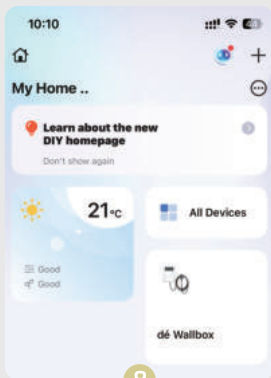 10:10
44
My Home ..
Learn about the new
DIY homepage
Don't show again
21°C
All Devices
Good
Good
dé Wallbox